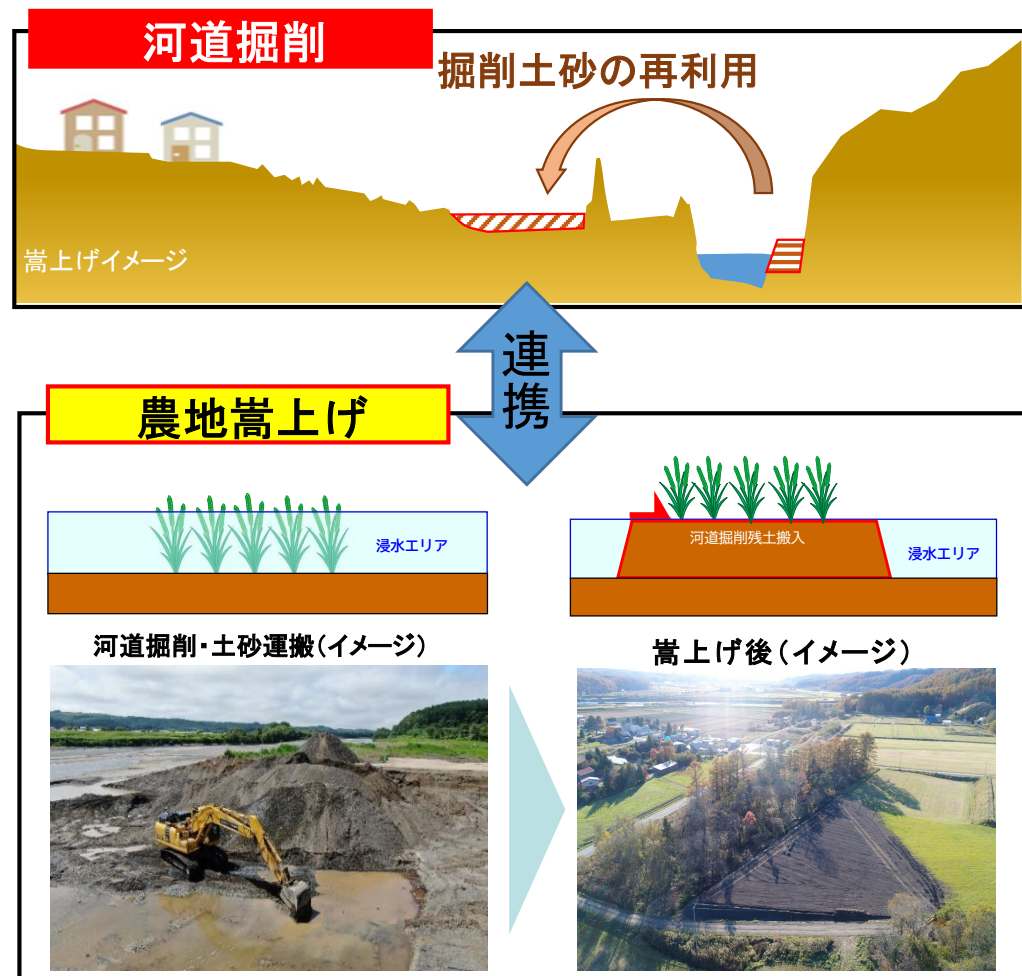 河道掘削
掘削土砂の再利用
嵩上げイメージ
連携
農地嵩上げ
浸水エリア
河道掘削残土搬入
浸水エリア
河道掘削・土砂運搬(イメージ)
嵩上げ後(イメージ)